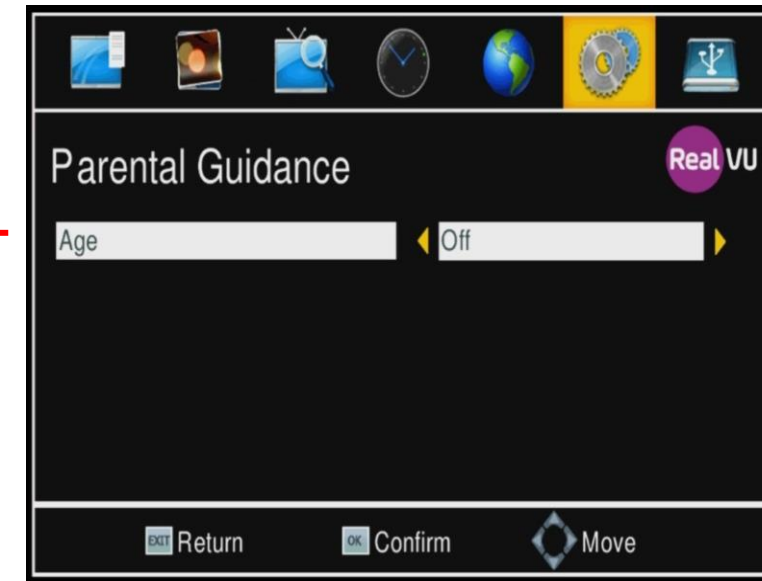 Parental Guidance
Real VU
Age
Off
EXIT Return
OK Confirm
Move